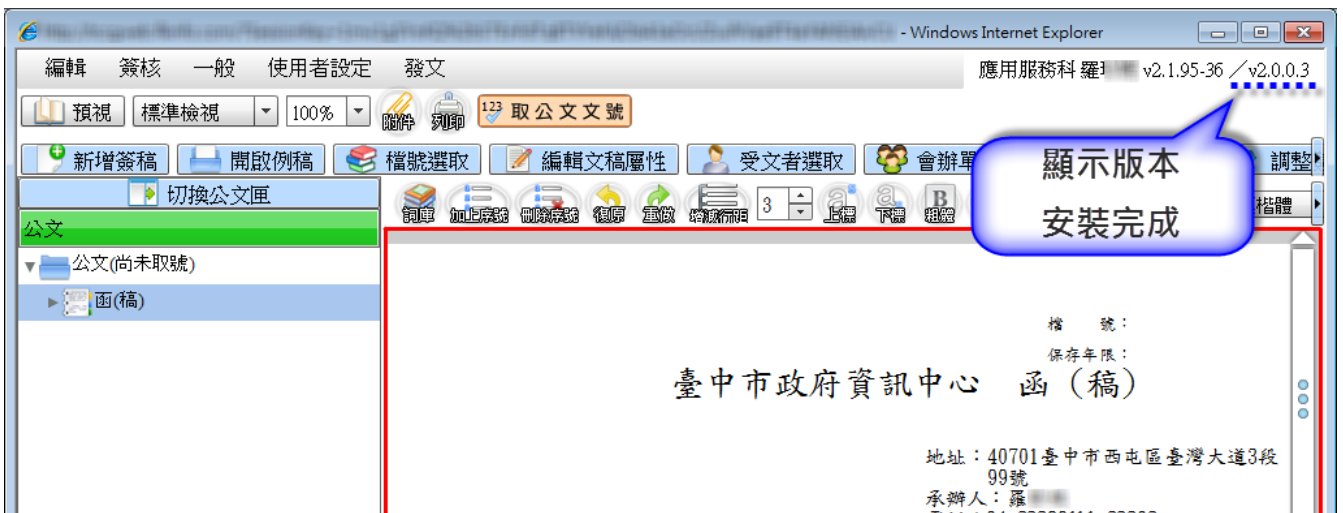 - Windows Internet Explorer
編輯 簽核 一般 使用者設定 發文 應用服務科 羅 v2.1.95-36 ／v2.0.0.3
預視 標準檢視 100% 附件 列印 123 取公文文號
新增簽稿 開啟例稿 檔號選取 編輯文稿屬性 受文者選取 會辦單 調整
顯示版本
安裝完成
切換公文匣 詞庫 加上序號 刪除序號 復原 重做 增減行距 3 上標 下標 B 粗體 楷體
公文
公文(尚未取號)
函(稿)
檔 號：
保存年限：
臺中市政府資訊中心 函（稿）
地址：40701臺中市西屯區臺灣大道3段
99號
承辦人：羅